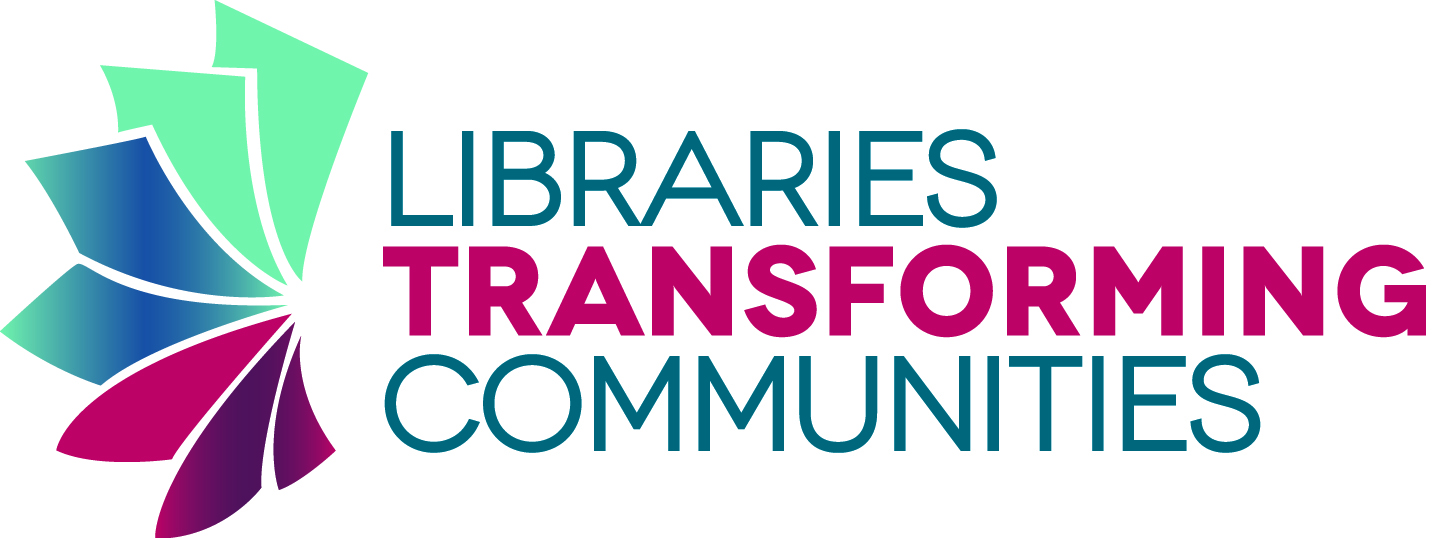 LIBRARIES
TRANSFORMING
COMMUNITIES